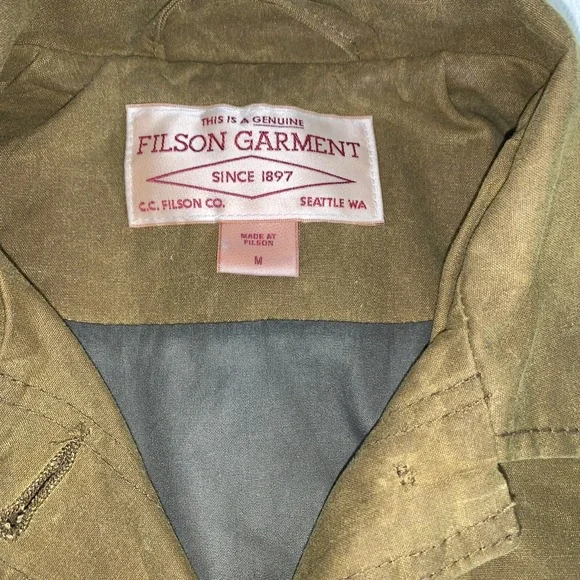 THIS IS A GENUINE
FILSON GARMENT
SINCE 1897
C.C. FILSON CO. SEATTLE WA
MADE AT
FILSON
M